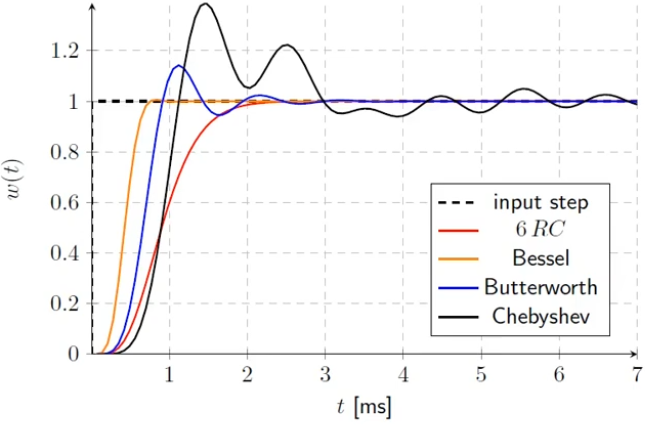 1.2
1
0.8
0.6
0.4
0.2
0
w(t)
input step
6 RC
Bessel
Butterworth
Chebyshev
1 2 3 4 5 6 7
t [ms]